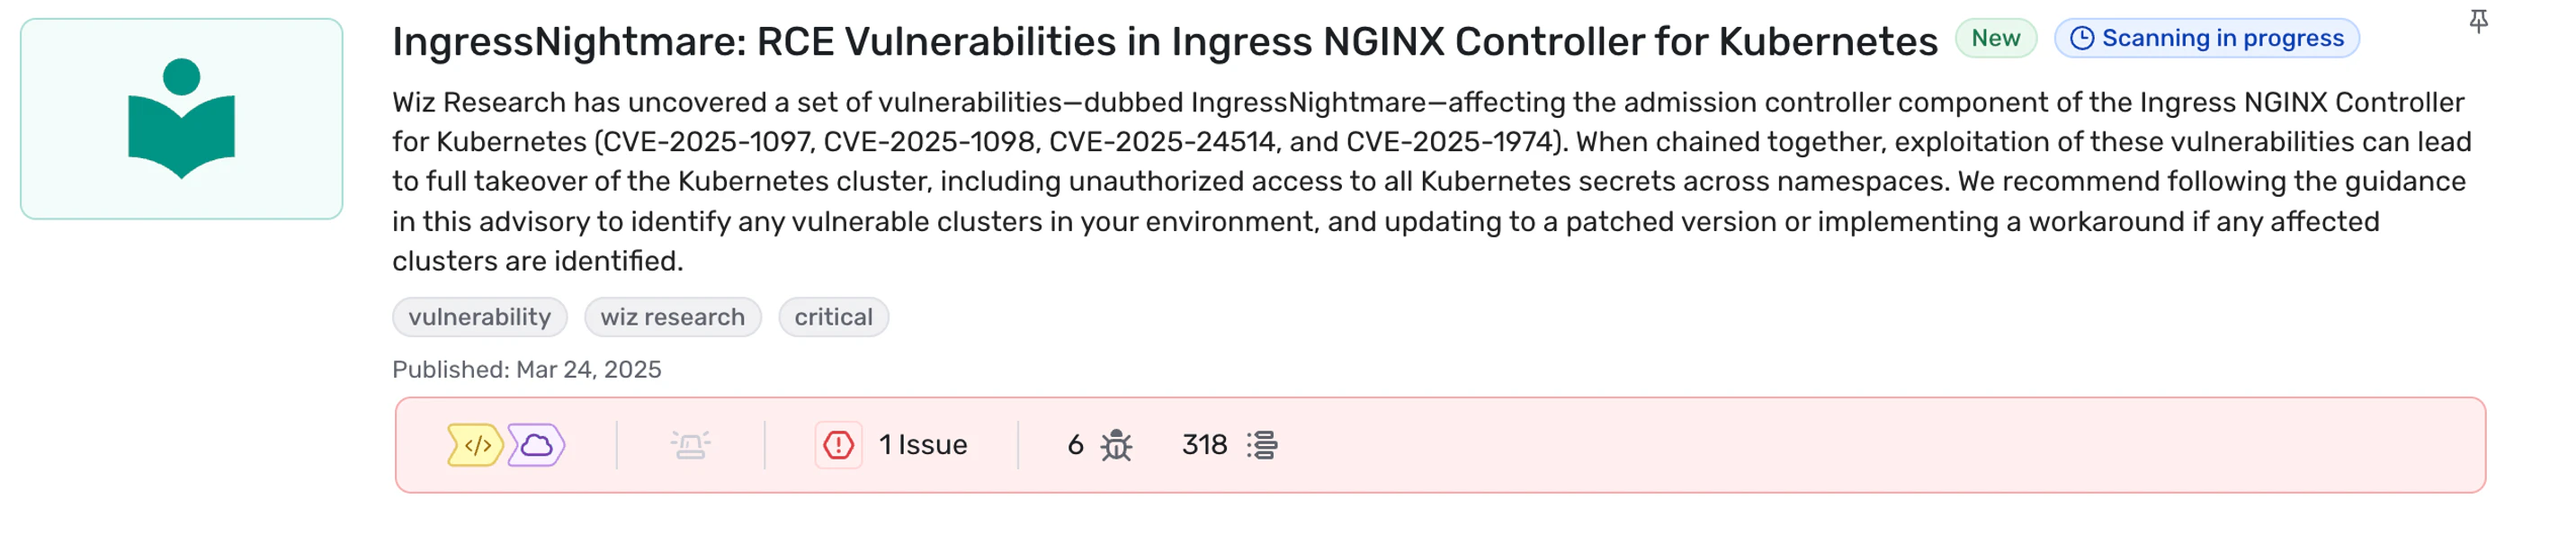 IngressNightmare: RCE Vulnerabilities in Ingress NGINX Controller for Kubernetes New Scanning in progress
Wiz Research has uncovered a set of vulnerabilities—dubbed IngressNightmare—affecting the admission controller component of the Ingress NGINX Controller
for Kubernetes (CVE-2025-1097, CVE-2025-1098, CVE-2025-24514, and CVE-2025-1974). When chained together, exploitation of these vulnerabilities can lead
to full takeover of the Kubernetes cluster, including unauthorized access to all Kubernetes secrets across namespaces. We recommend following the guidance
in this advisory to identify any vulnerable clusters in your environment, and updating to a patched version or implementing a workaround if any affected
clusters are identified.
vulnerability wiz research critical
Published: Mar 24, 2025
</> 1 Issue 6 318